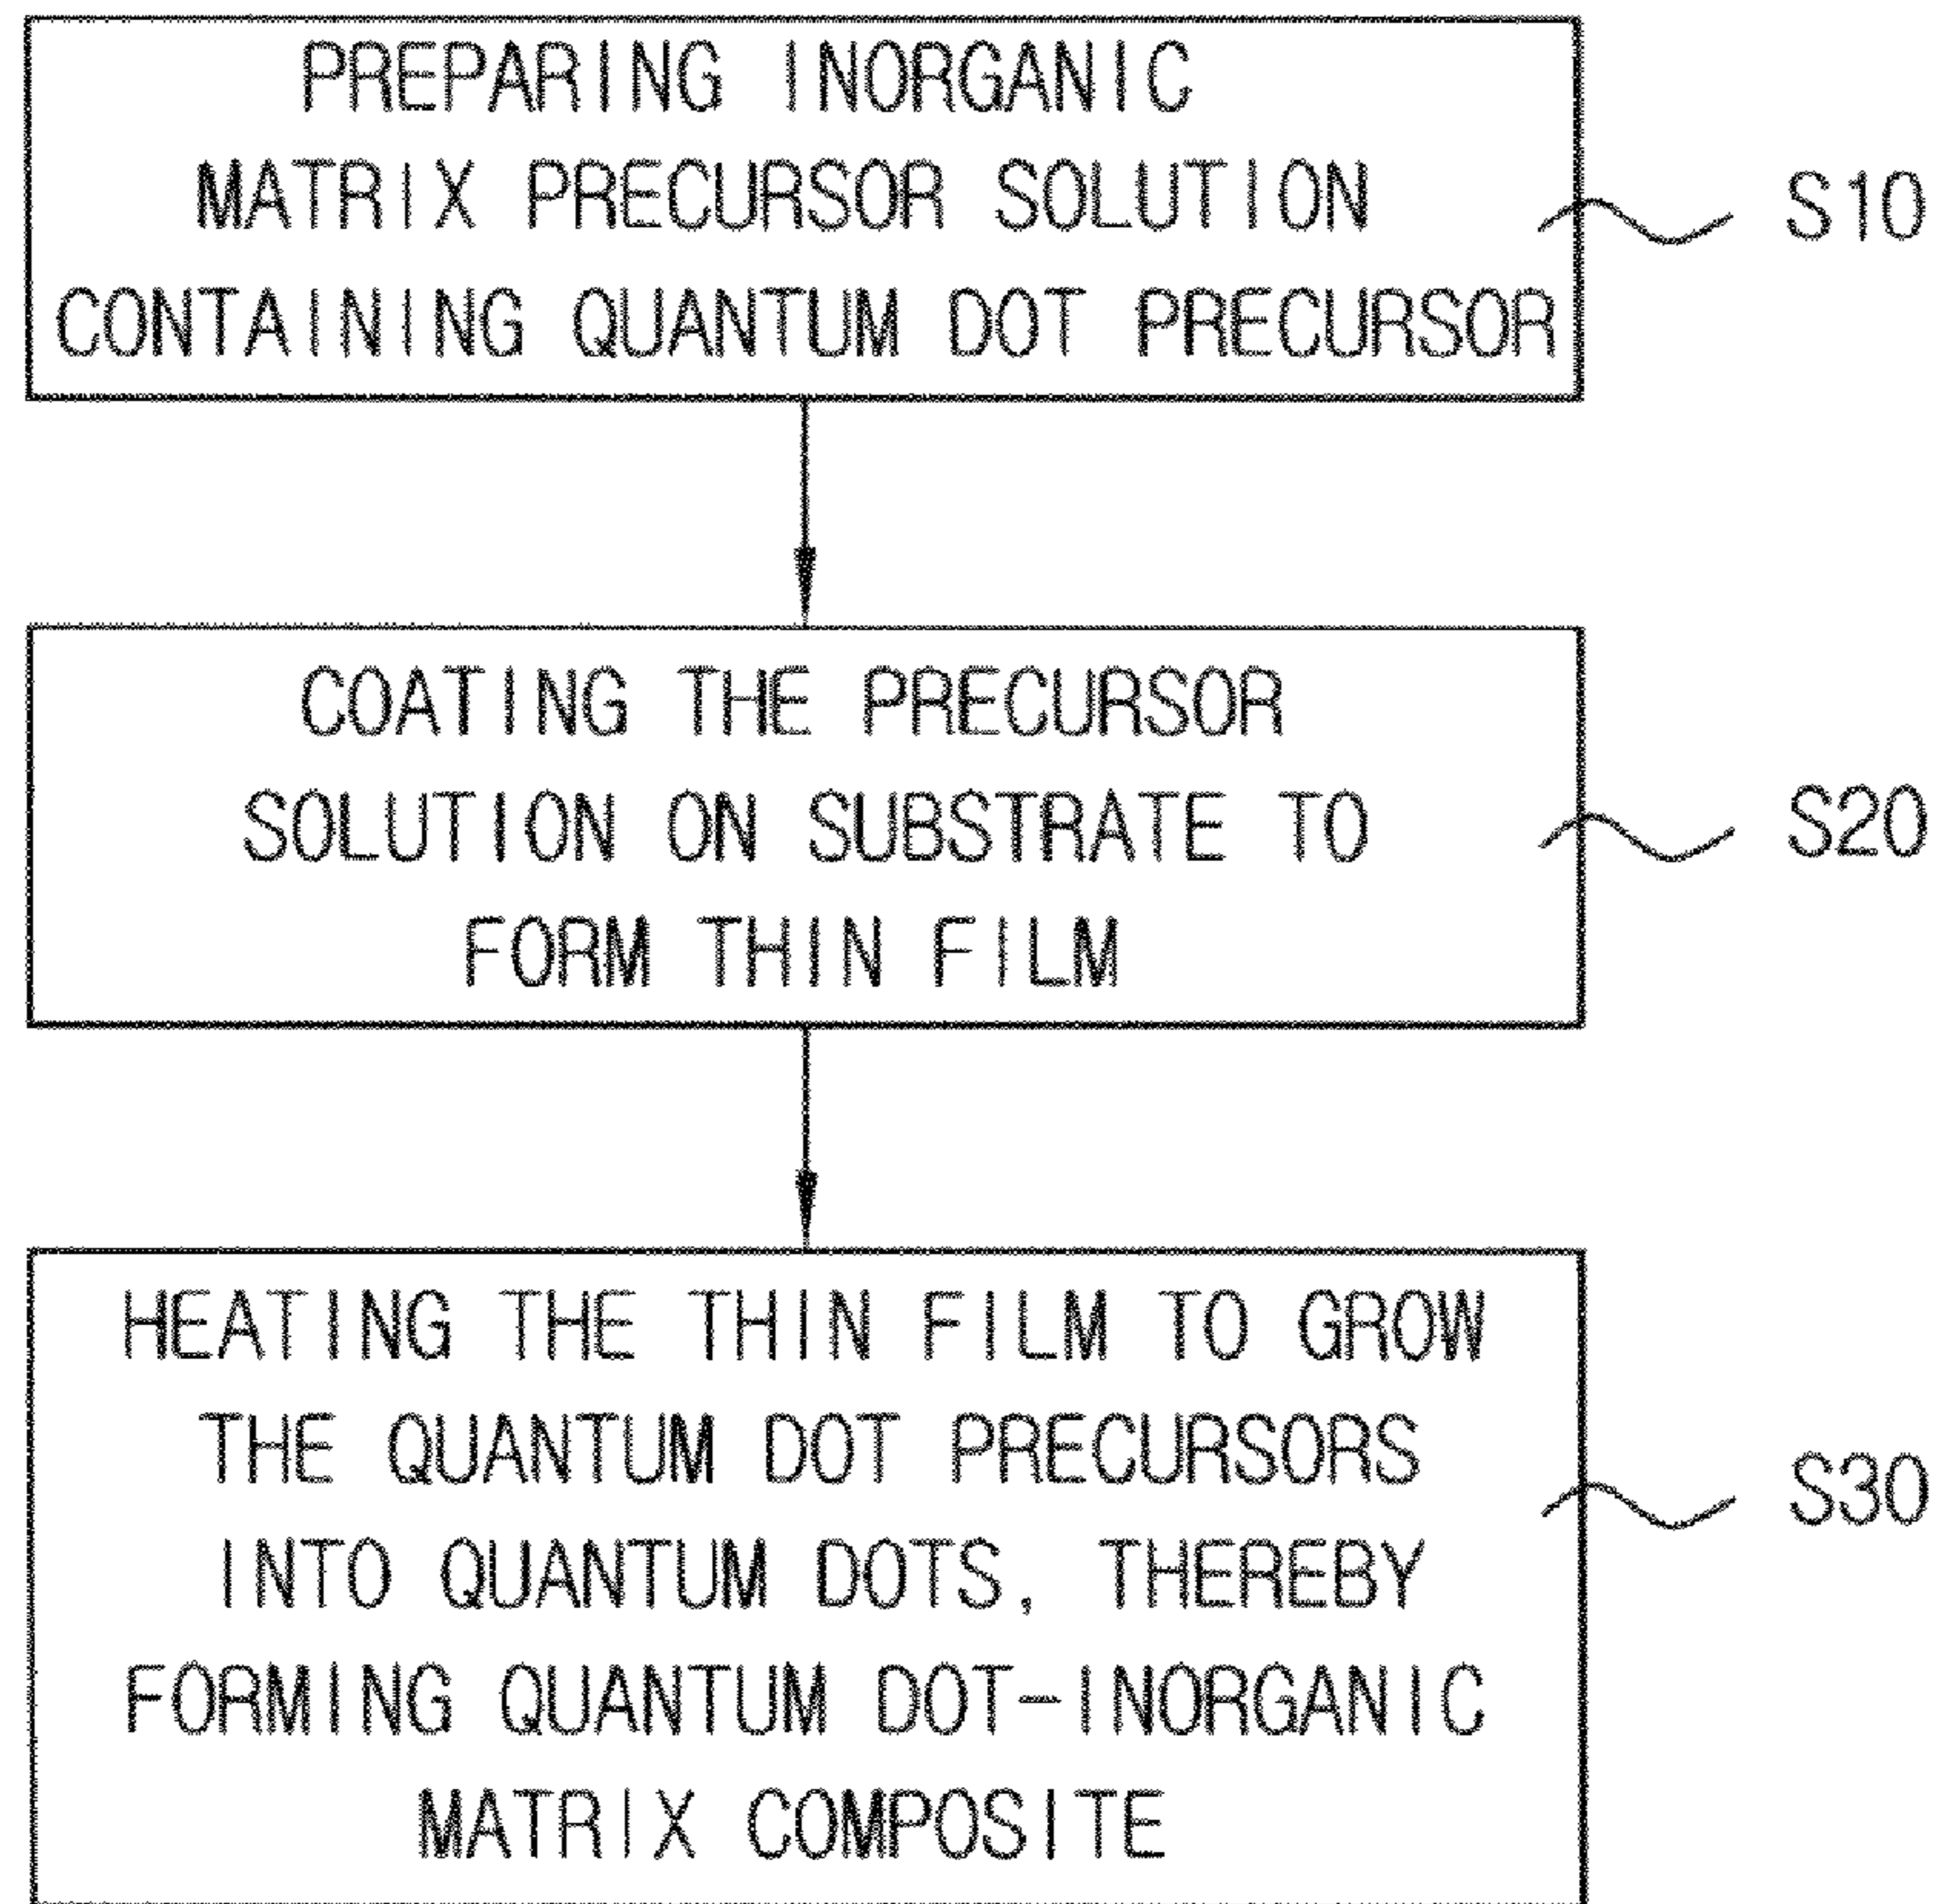 PREPARING INORGANIC
MATRIX PRECURSOR SOLUTION
CONTAINING QUANTUM DOT PRECURSOR
S10
COATING THE PRECURSOR
SOLUTION ON SUBSTRATE TO
FORM THIN FILM
S20
HEATING THE THIN FILM TO GROW
THE QUANTUM DOT PRECURSORS
INTO QUANTUM DOTS, THEREBY
FORMING QUANTUM DOT-INORGANIC
MATRIX COMPOSITE
S30